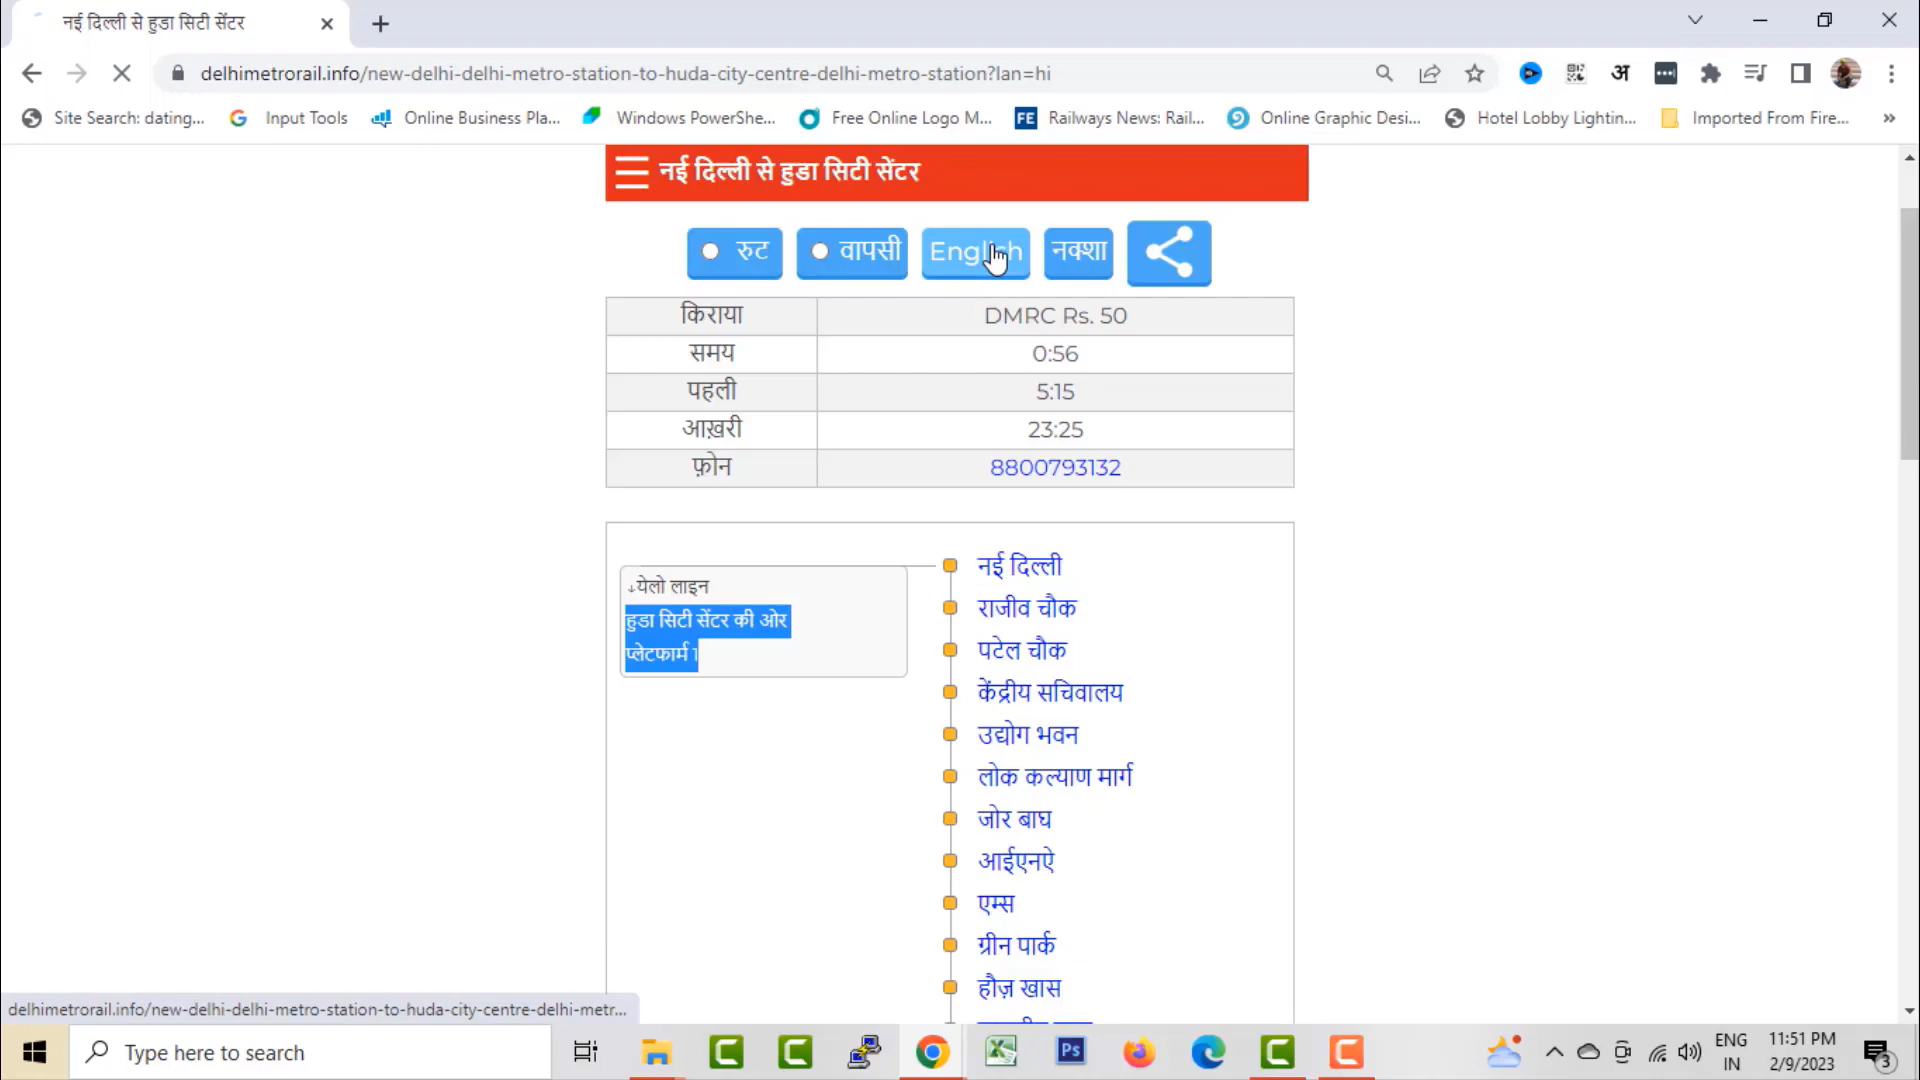 नई दिल्ली से हुडा सिटी सेंटर
delhimetrorail.info/new-delhi-delhi-metro-station-to-huda-city-centre-delhi-metro-station?lan=hi
Site Search: dating... Input Tools Online Business Pla... Windows PowerShe... Free Online Logo M... FE Railways News: Rail... Online Graphic Desi... Hotel Lobby Lightin... Imported From Fire... »
नई दिल्ली से हुडा सिटी सेंटर
रुट वापसी English नक्शा
किराया DMRC Rs. 50
समय 0:56
पहली 5:15
आख़री 23:25
फ़ोन 8800793132
↓येलो लाइन
हुडा सिटी सेंटर की ओर
प्लेटफार्म 1
नई दिल्ली
राजीव चौक
पटेल चौक
केंद्रीय सचिवालय
उद्योग भवन
लोक कल्याण मार्ग
जोर बाघ
आईएनऐ
एम्स
ग्रीन पार्क
हौज़ खास
delhimetrorail.info/new-delhi-delhi-metro-station-to-huda-city-centre-delhi-metr...
Type here to search
Ps
ENG
IN
11:51 PM
2/9/2023
3